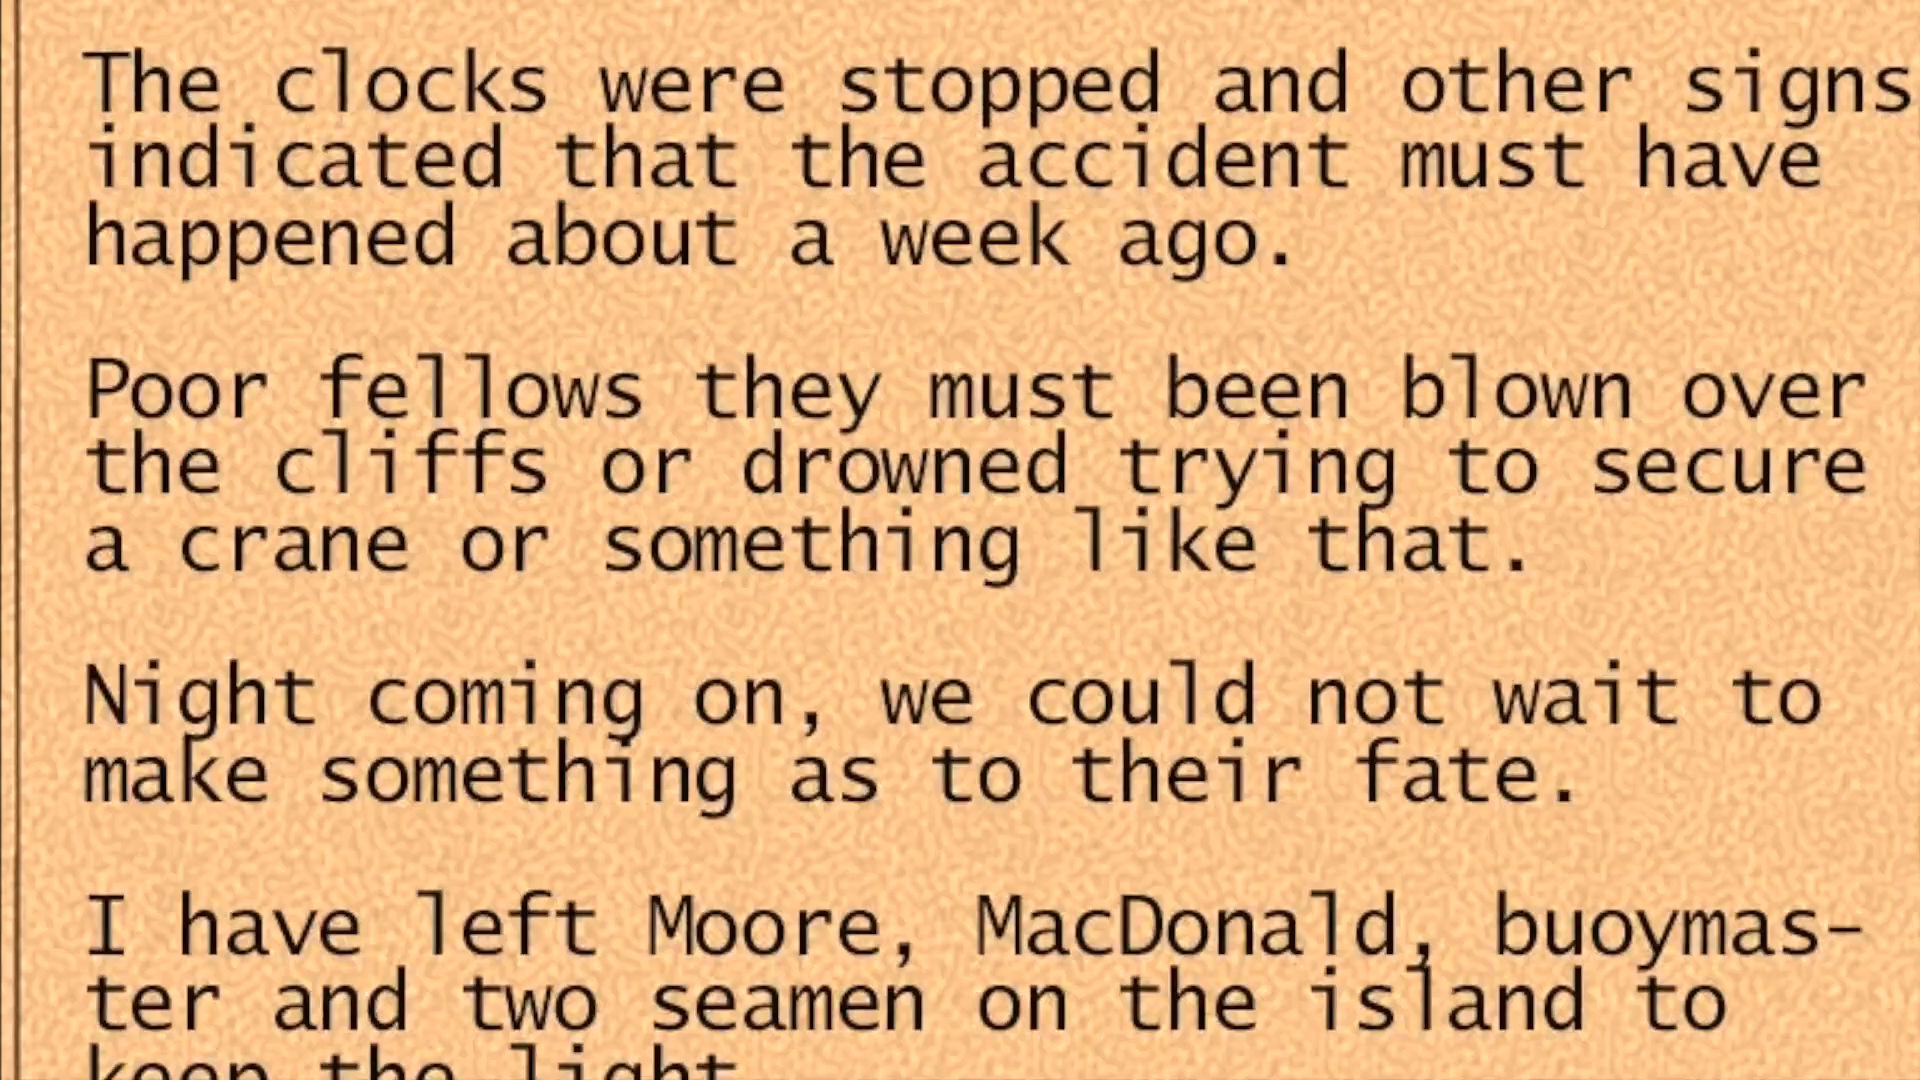 The clocks were stopped and other signs
indicated that the accident must have
happened about a week ago.
Poor fellows they must been blown over
the cliffs or drowned trying to secure
a crane or something like that.
Night coming on, we could not wait to
make something as to their fate.
I have left Moore, MacDonald, buoymas-
ter and two seamen on the island to
keep the light